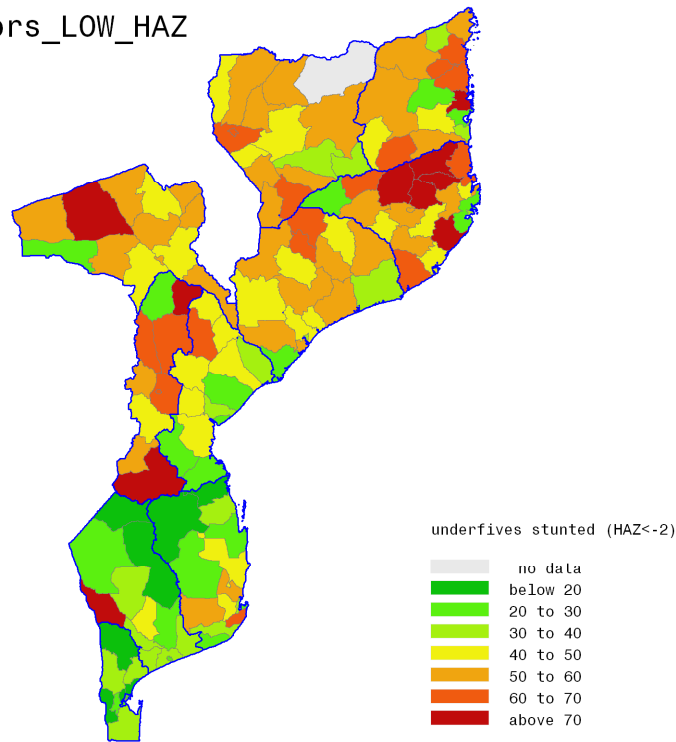 ors_LOW_HAZ
underfives stunted (HAZ<-2)
no data
below 20
20 to 30
30 to 40
40 to 50
50 to 60
60 to 70
above 70